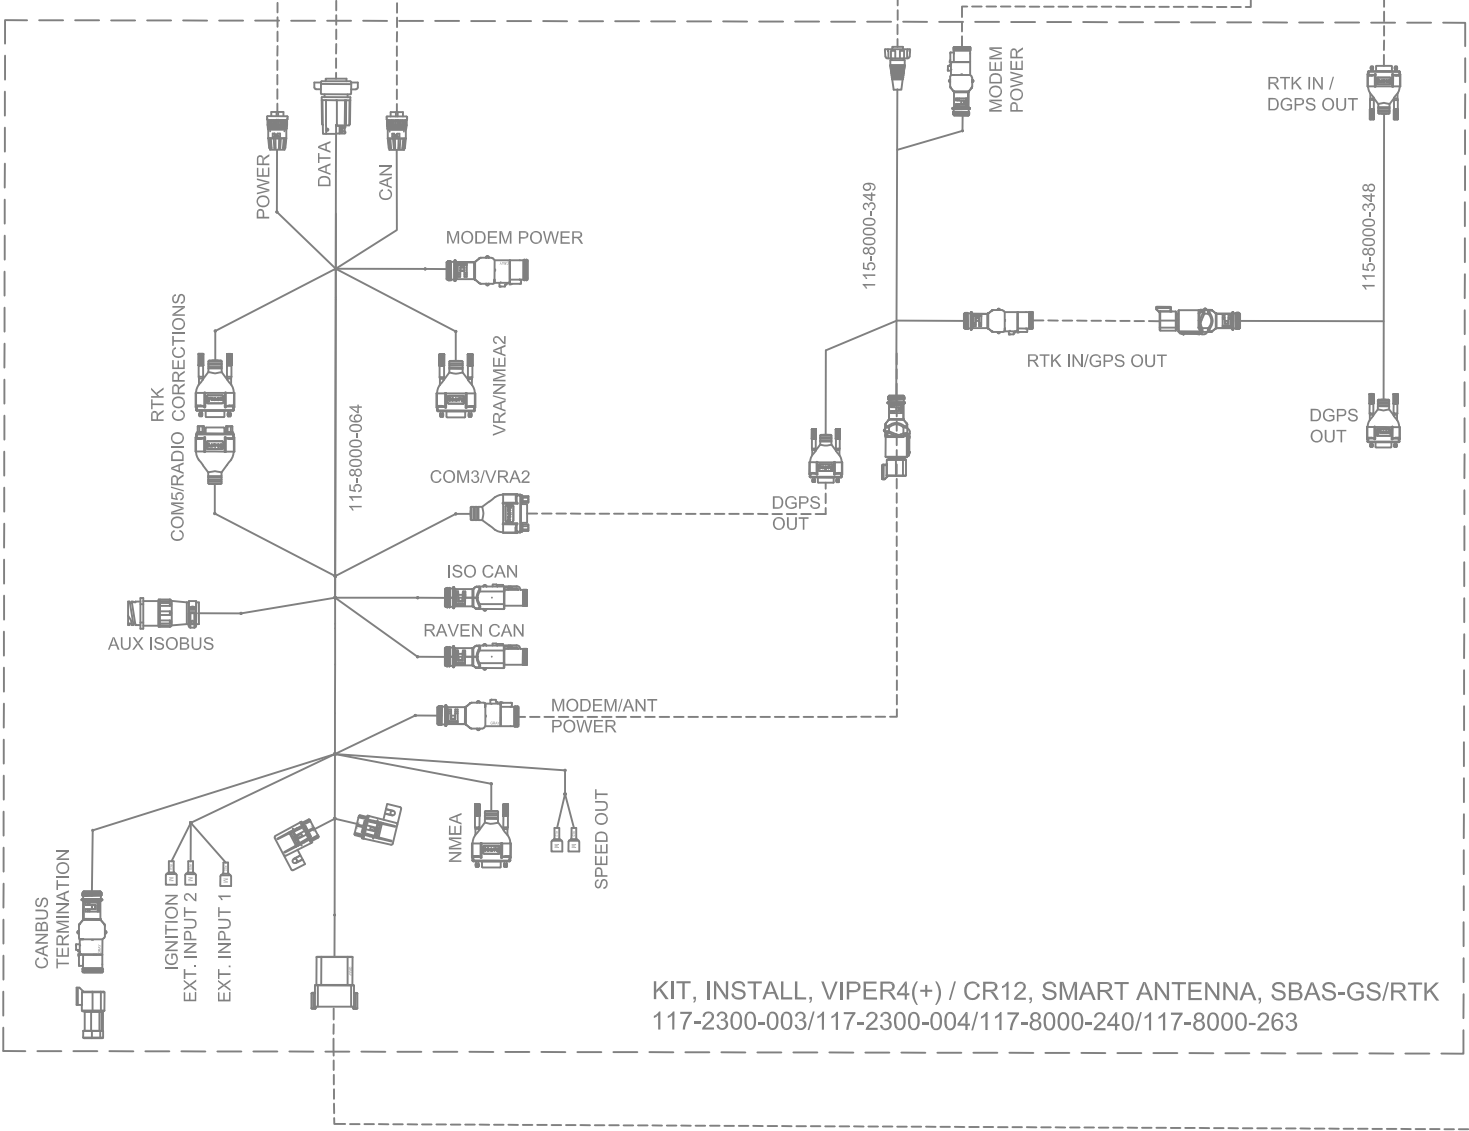 MODEM
POWER
RTK IN /
DGPS OUT
POWER
DATA
CAN
115-8000-349
115-8000-348
MODEM POWER
RTK
COM5/RADIO CORRECTIONS
VRA/NMEA2
RTK IN/GPS OUT
115-8000-064
DGPS
OUT
COM3/VRA2
DGPS
OUT
ISO CAN
AUX ISOBUS
RAVEN CAN
MODEM/ANT
POWER
NMEA
SPEED OUT
CANBUS
TERMINATION
IGNITION
EXT. INPUT 2
EXT. INPUT 1
KIT, INSTALL, VIPER4(+) / CR12, SMART ANTENNA, SBAS-GS/RTK
117-2300-003/117-2300-004/117-8000-240/117-8000-263